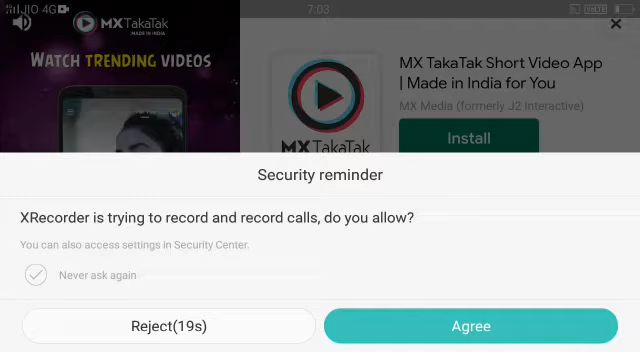 JIO 4G
7:03
VoLTE
MX TakaTak
MADE IN INDIA
WATCH TRENDING VIDEOS
MX TakaTak
MX TakaTak Short Video App
| Made in India for You
MX Media (formerly J2 Interactive)
Install
Security reminder
XRecorder is trying to record and record calls, do you allow?
You can also access settings in Security Center.
Never ask again
Reject(19s)
Agree